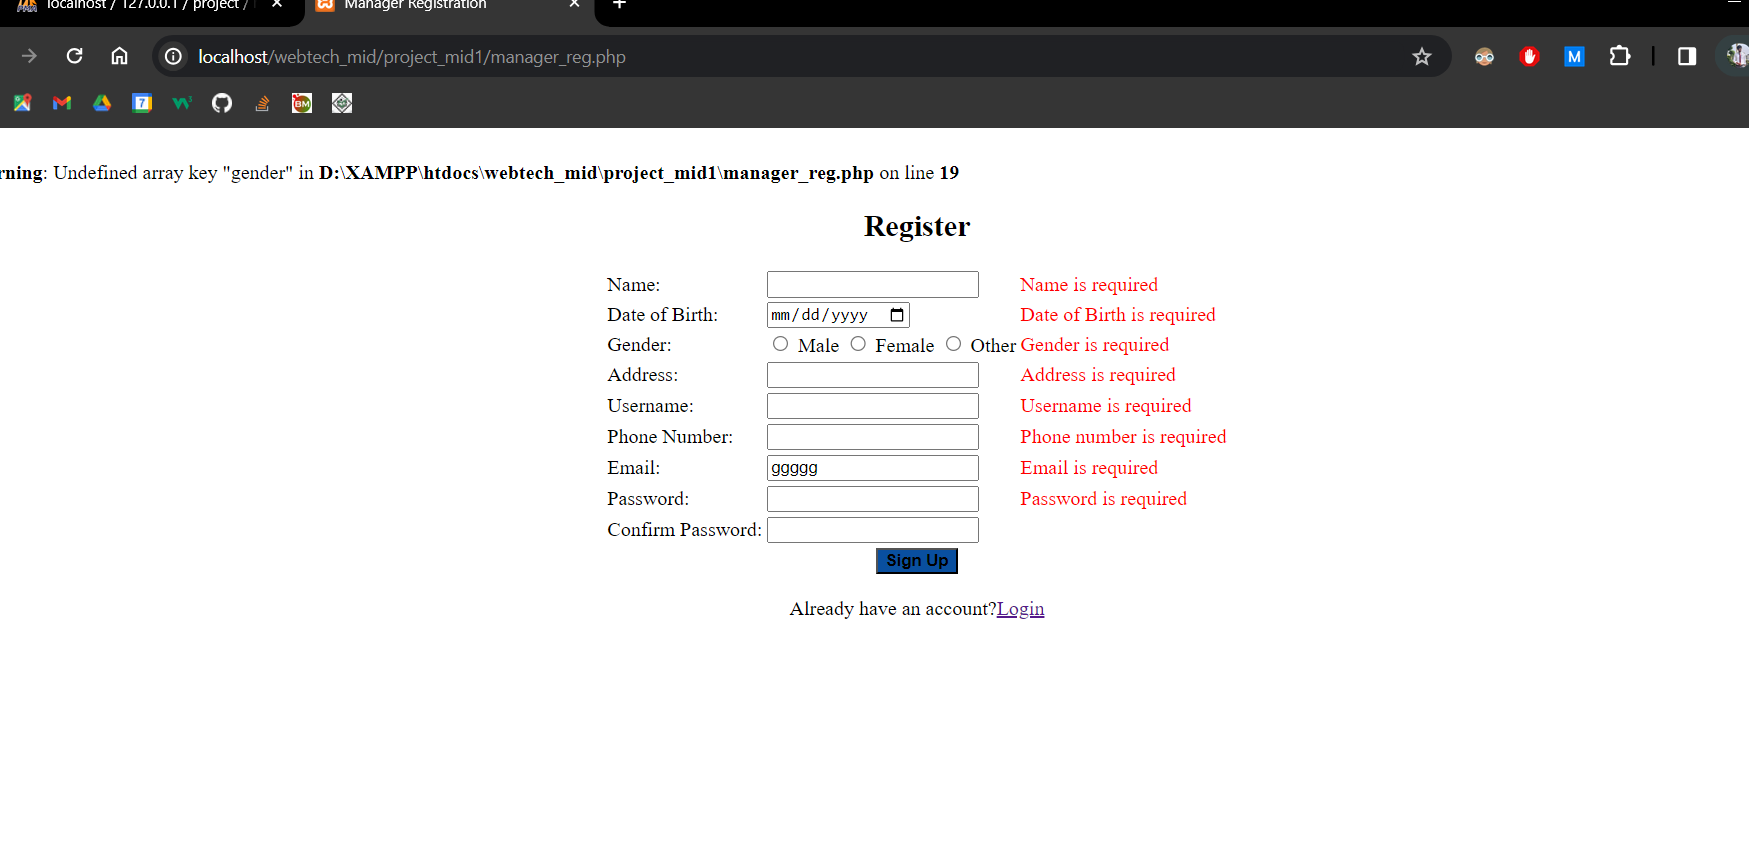 localhost / 127.0.0.1 / project /
Manager Registration
localhost/webtech_mid/project_mid1/manager_reg.php
rning: Undefined array key "gender" in D:\XAMPP\htdocs\webtech_mid\project_mid1\manager_reg.php on line 19
Register
Name: Name is required
Date of Birth: mm/dd/yyyy Date of Birth is required
Gender: Male Female Other Gender is required
Address: Address is required
Username: Username is required
Phone Number: Phone number is required
Email: ggggg Email is required
Password: Password is required
Confirm Password:
Sign Up
Already have an account?Login